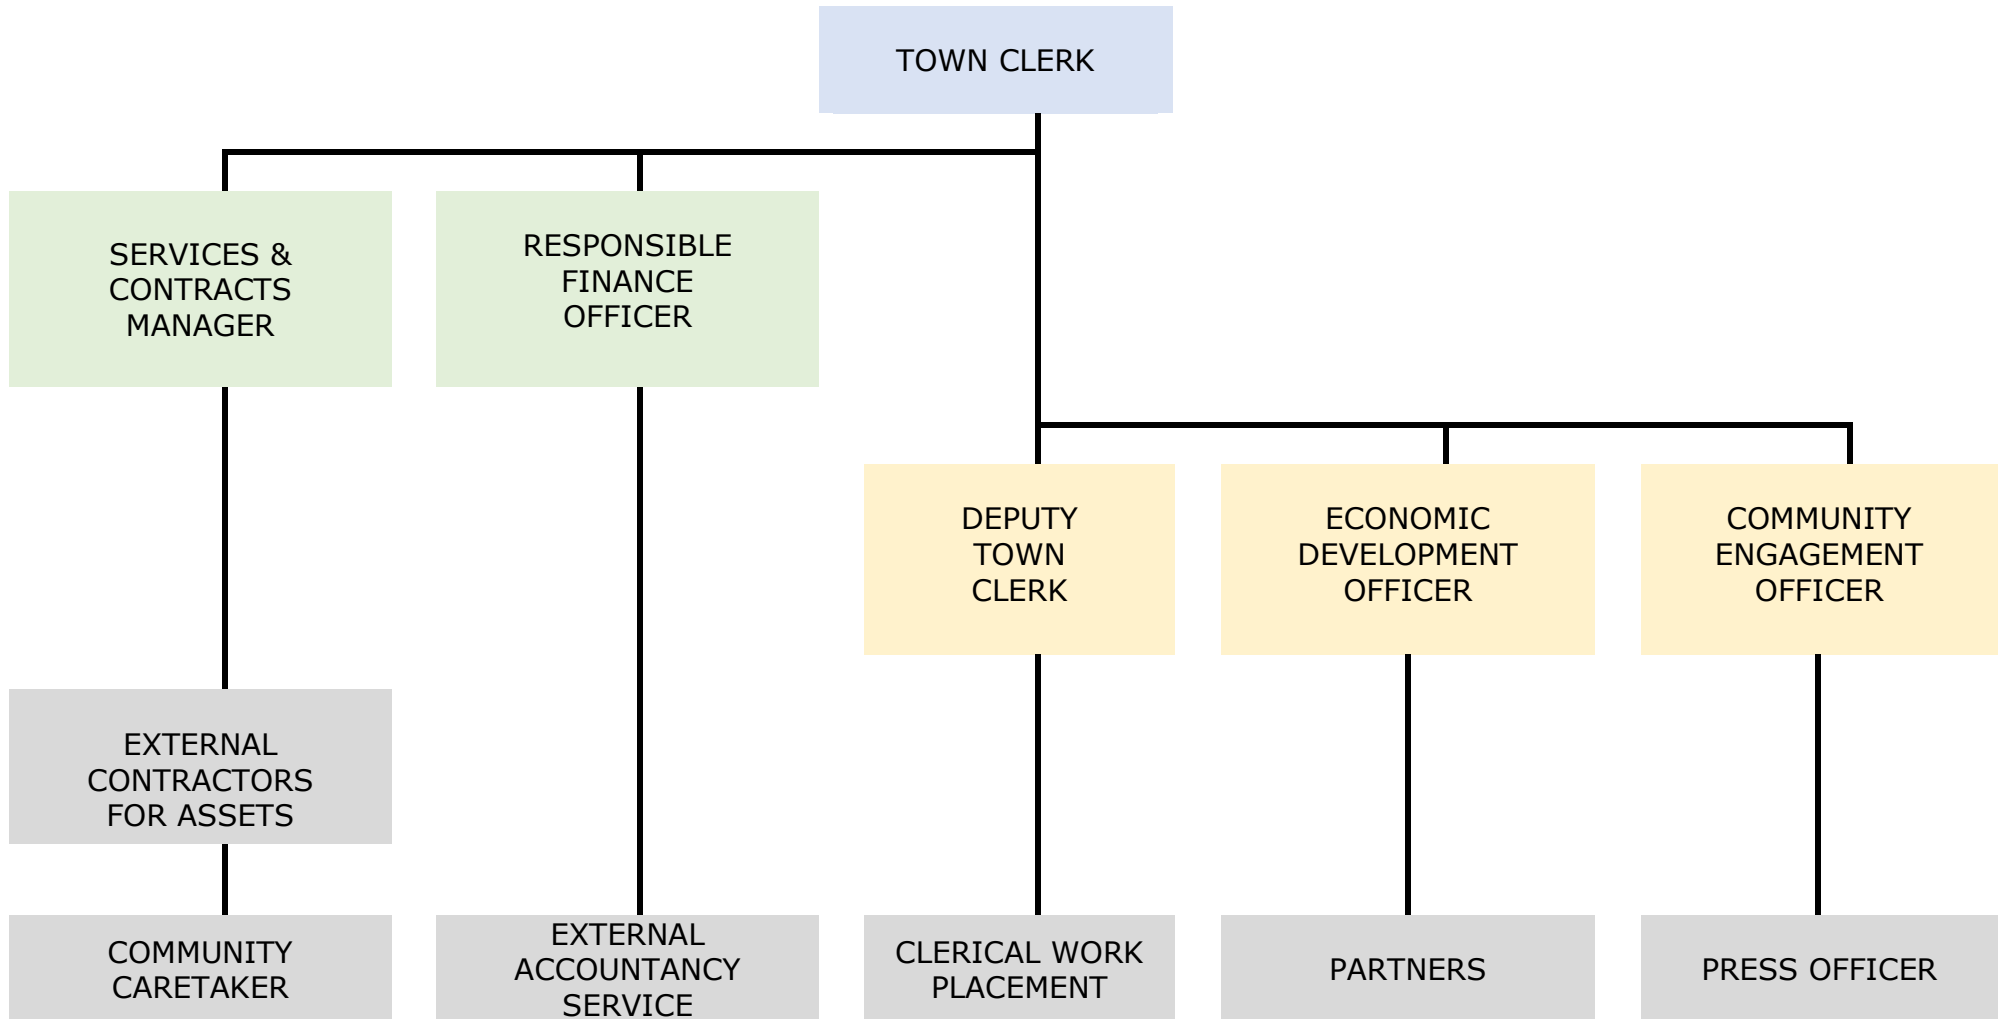 TOWN CLERK
SERVICES &
CONTRACTS
MANAGER
RESPONSIBLE
FINANCE
OFFICER
DEPUTY
TOWN
CLERK
ECONOMIC
DEVELOPMENT
OFFICER
COMMUNITY
ENGAGEMENT
OFFICER
EXTERNAL
CONTRACTORS
FOR ASSETS
COMMUNITY
CARETAKER
EXTERNAL
ACCOUNTANCY
SERVICE
CLERICAL WORK
PLACEMENT
PARTNERS
PRESS OFFICER